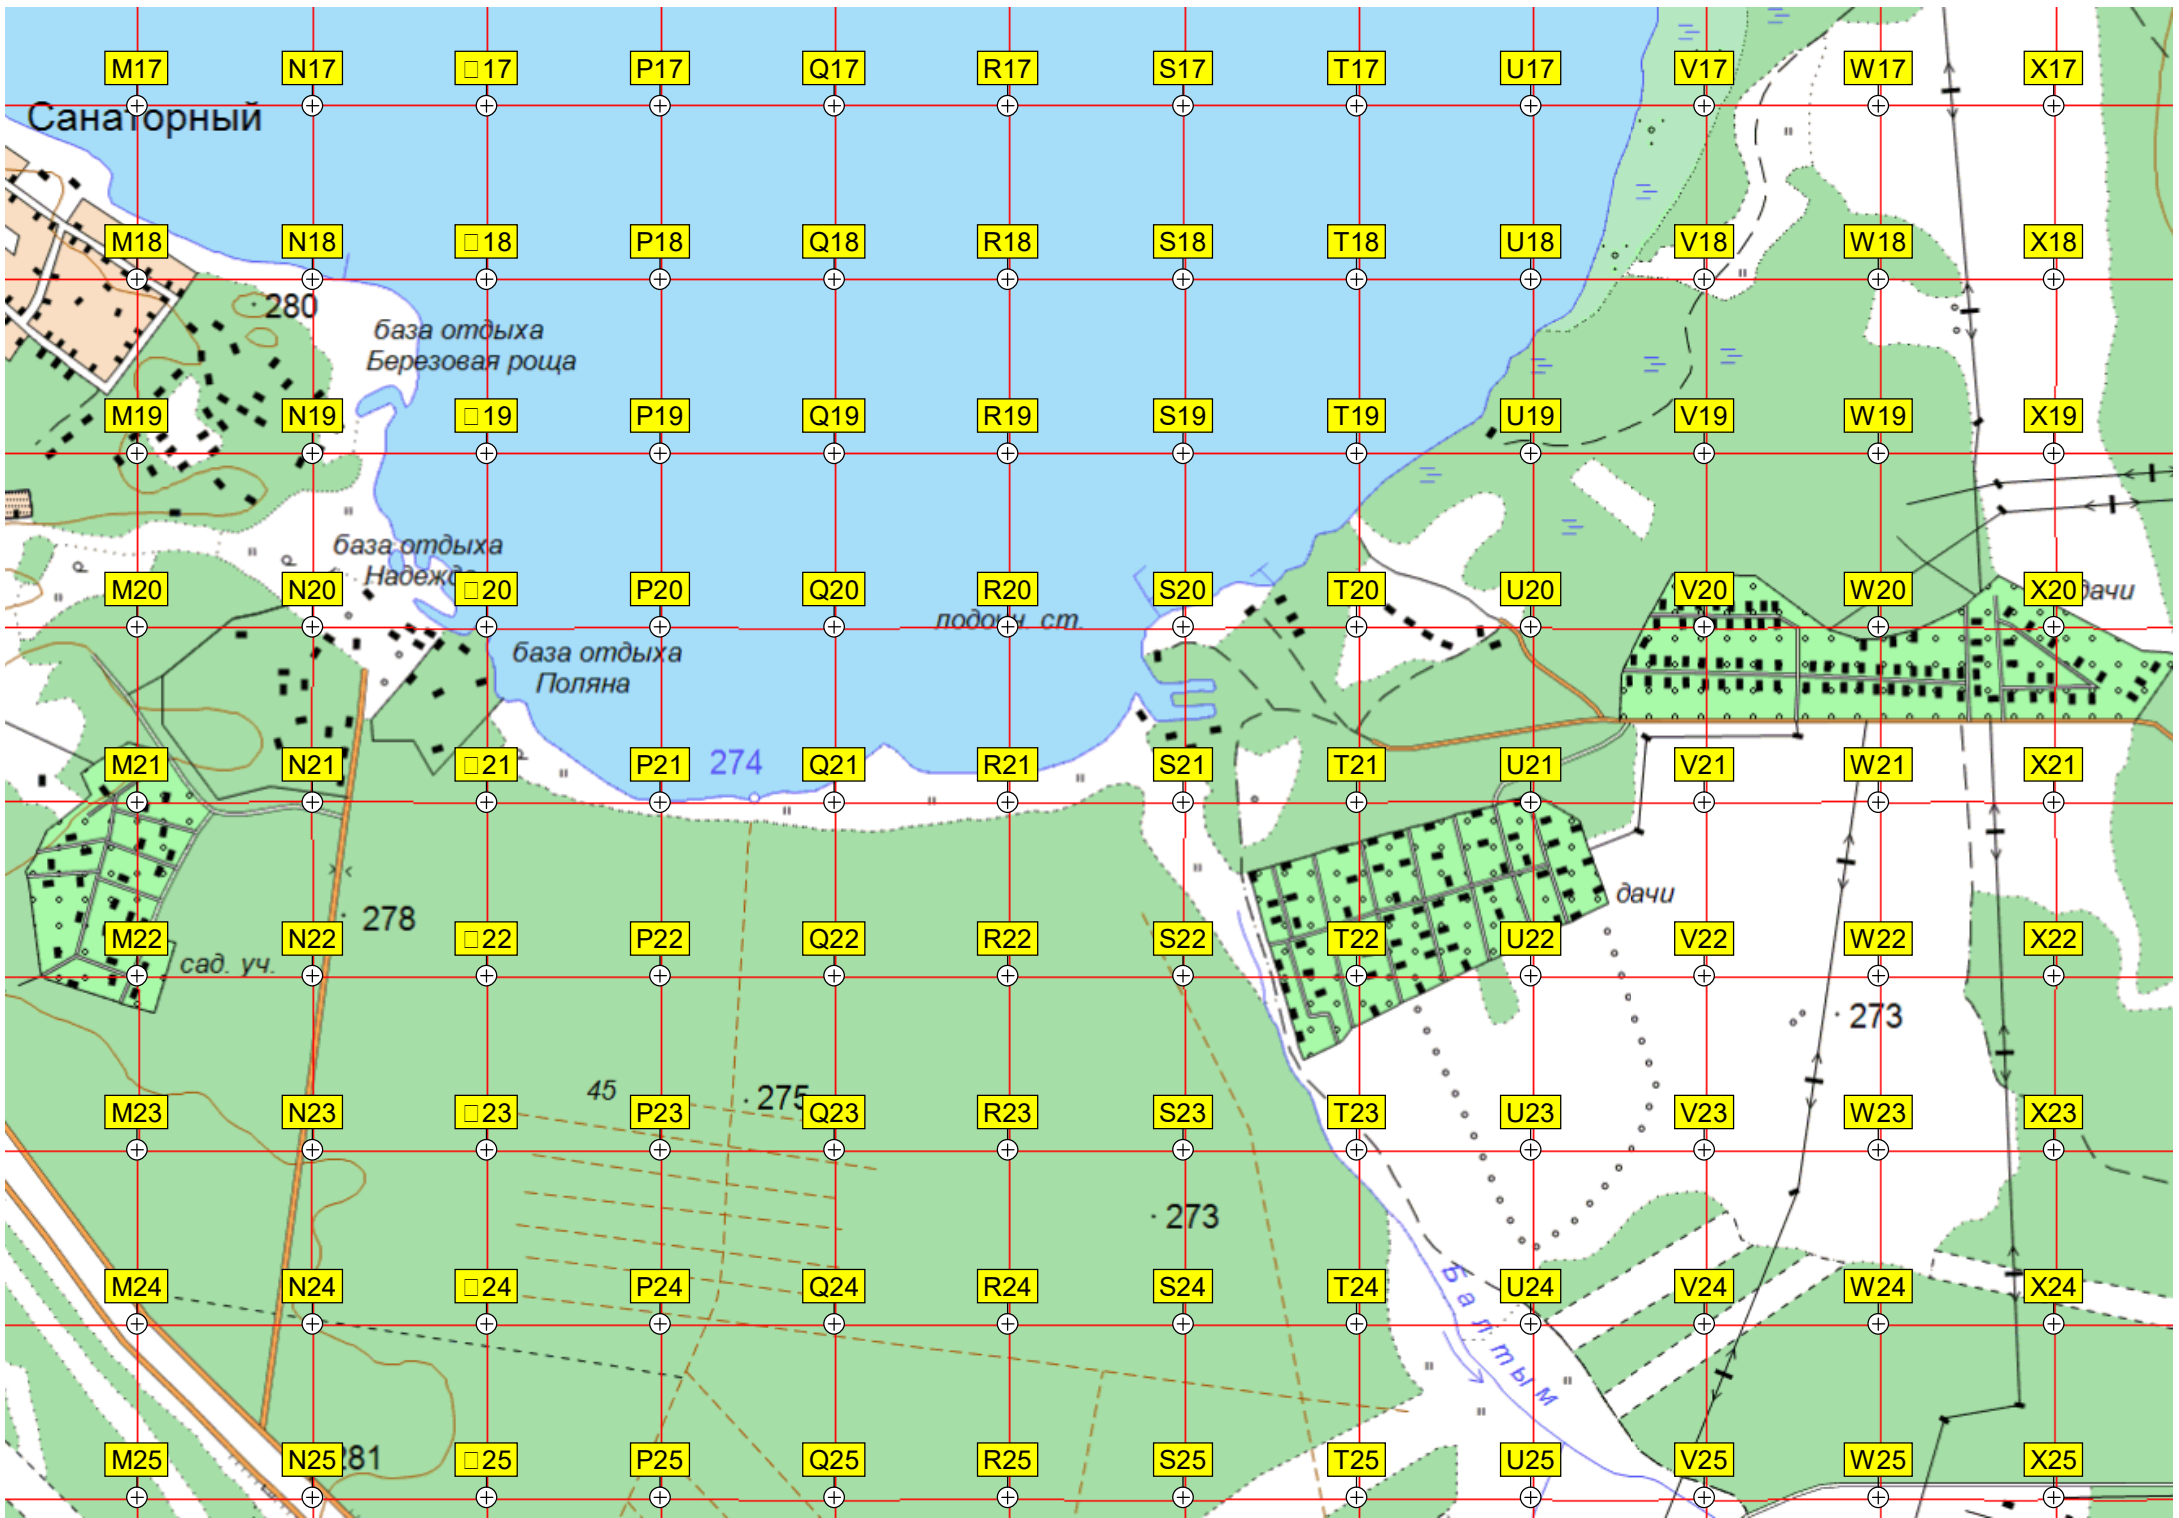 M17 N17 □17 P17 Q17 R17 S17 T17 U17 V17 W17 X17
Санаторный
M18 N18 □18 P18 Q18 R18 S18 T18 U18 V18 W18 X18
280
база отдыха
Березовая роща
M19 N19 □19 P19 Q19 R19 S19 T19 U19 V19 W19 X19
база отдыха
M20 N20 □20 P20 Q20 R20 S20 T20 U20 V20 W20 X20
дачи
ст.
база отдыха
Поляна
M21 N21 □21 P21 274 Q21 R21 S21 T21 U21 V21 W21 X21
дачи
278
M22 N22 □22 P22 Q22 R22 S22 T22 U22 V22 W22 X22
сад. уч.
273
45
275
M23 N23 □23 P23 Q23 R23 S23 T23 U23 V23 W23 X23
273
M24 N24 □24 P24 Q24 R24 S24 T24 U24 V24 W24 X24
Балтым
M25 N25 281 □25 P25 Q25 R25 S25 T25 U25 V25 W25 X25